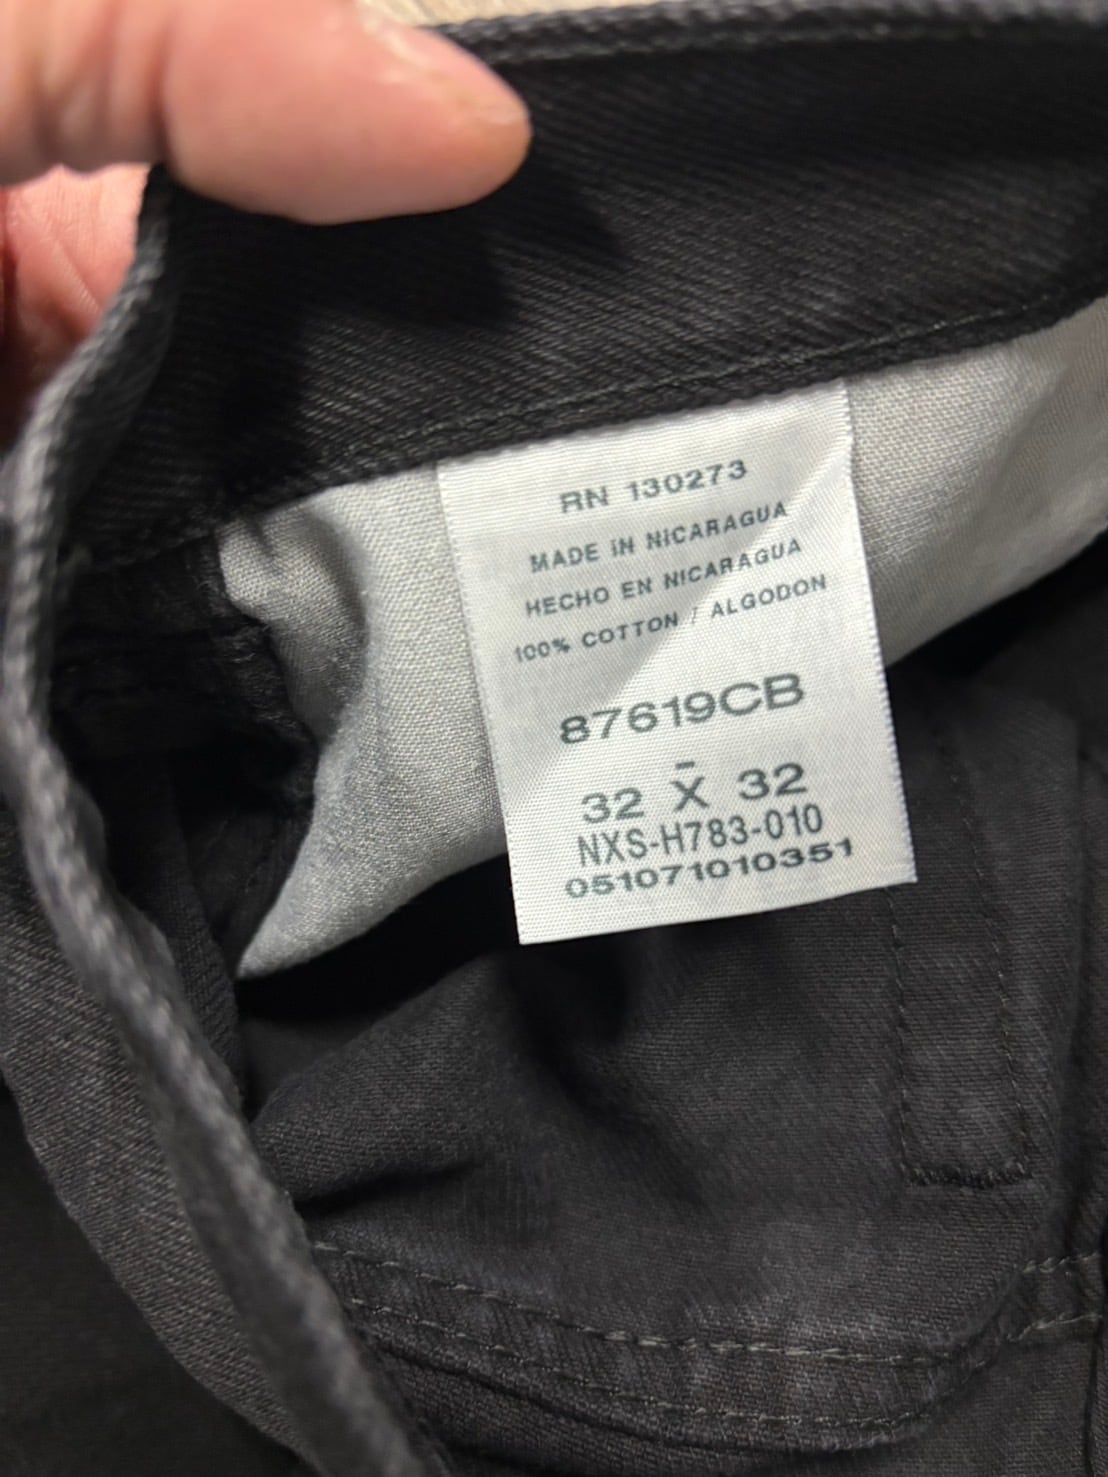 RN 130273
MADE IN NICARAGUA
HECHO EN NICARAGUA
100% COTTON / ALGODON
87619CB
-
32 X 32
NXS-H783-010
051071010351